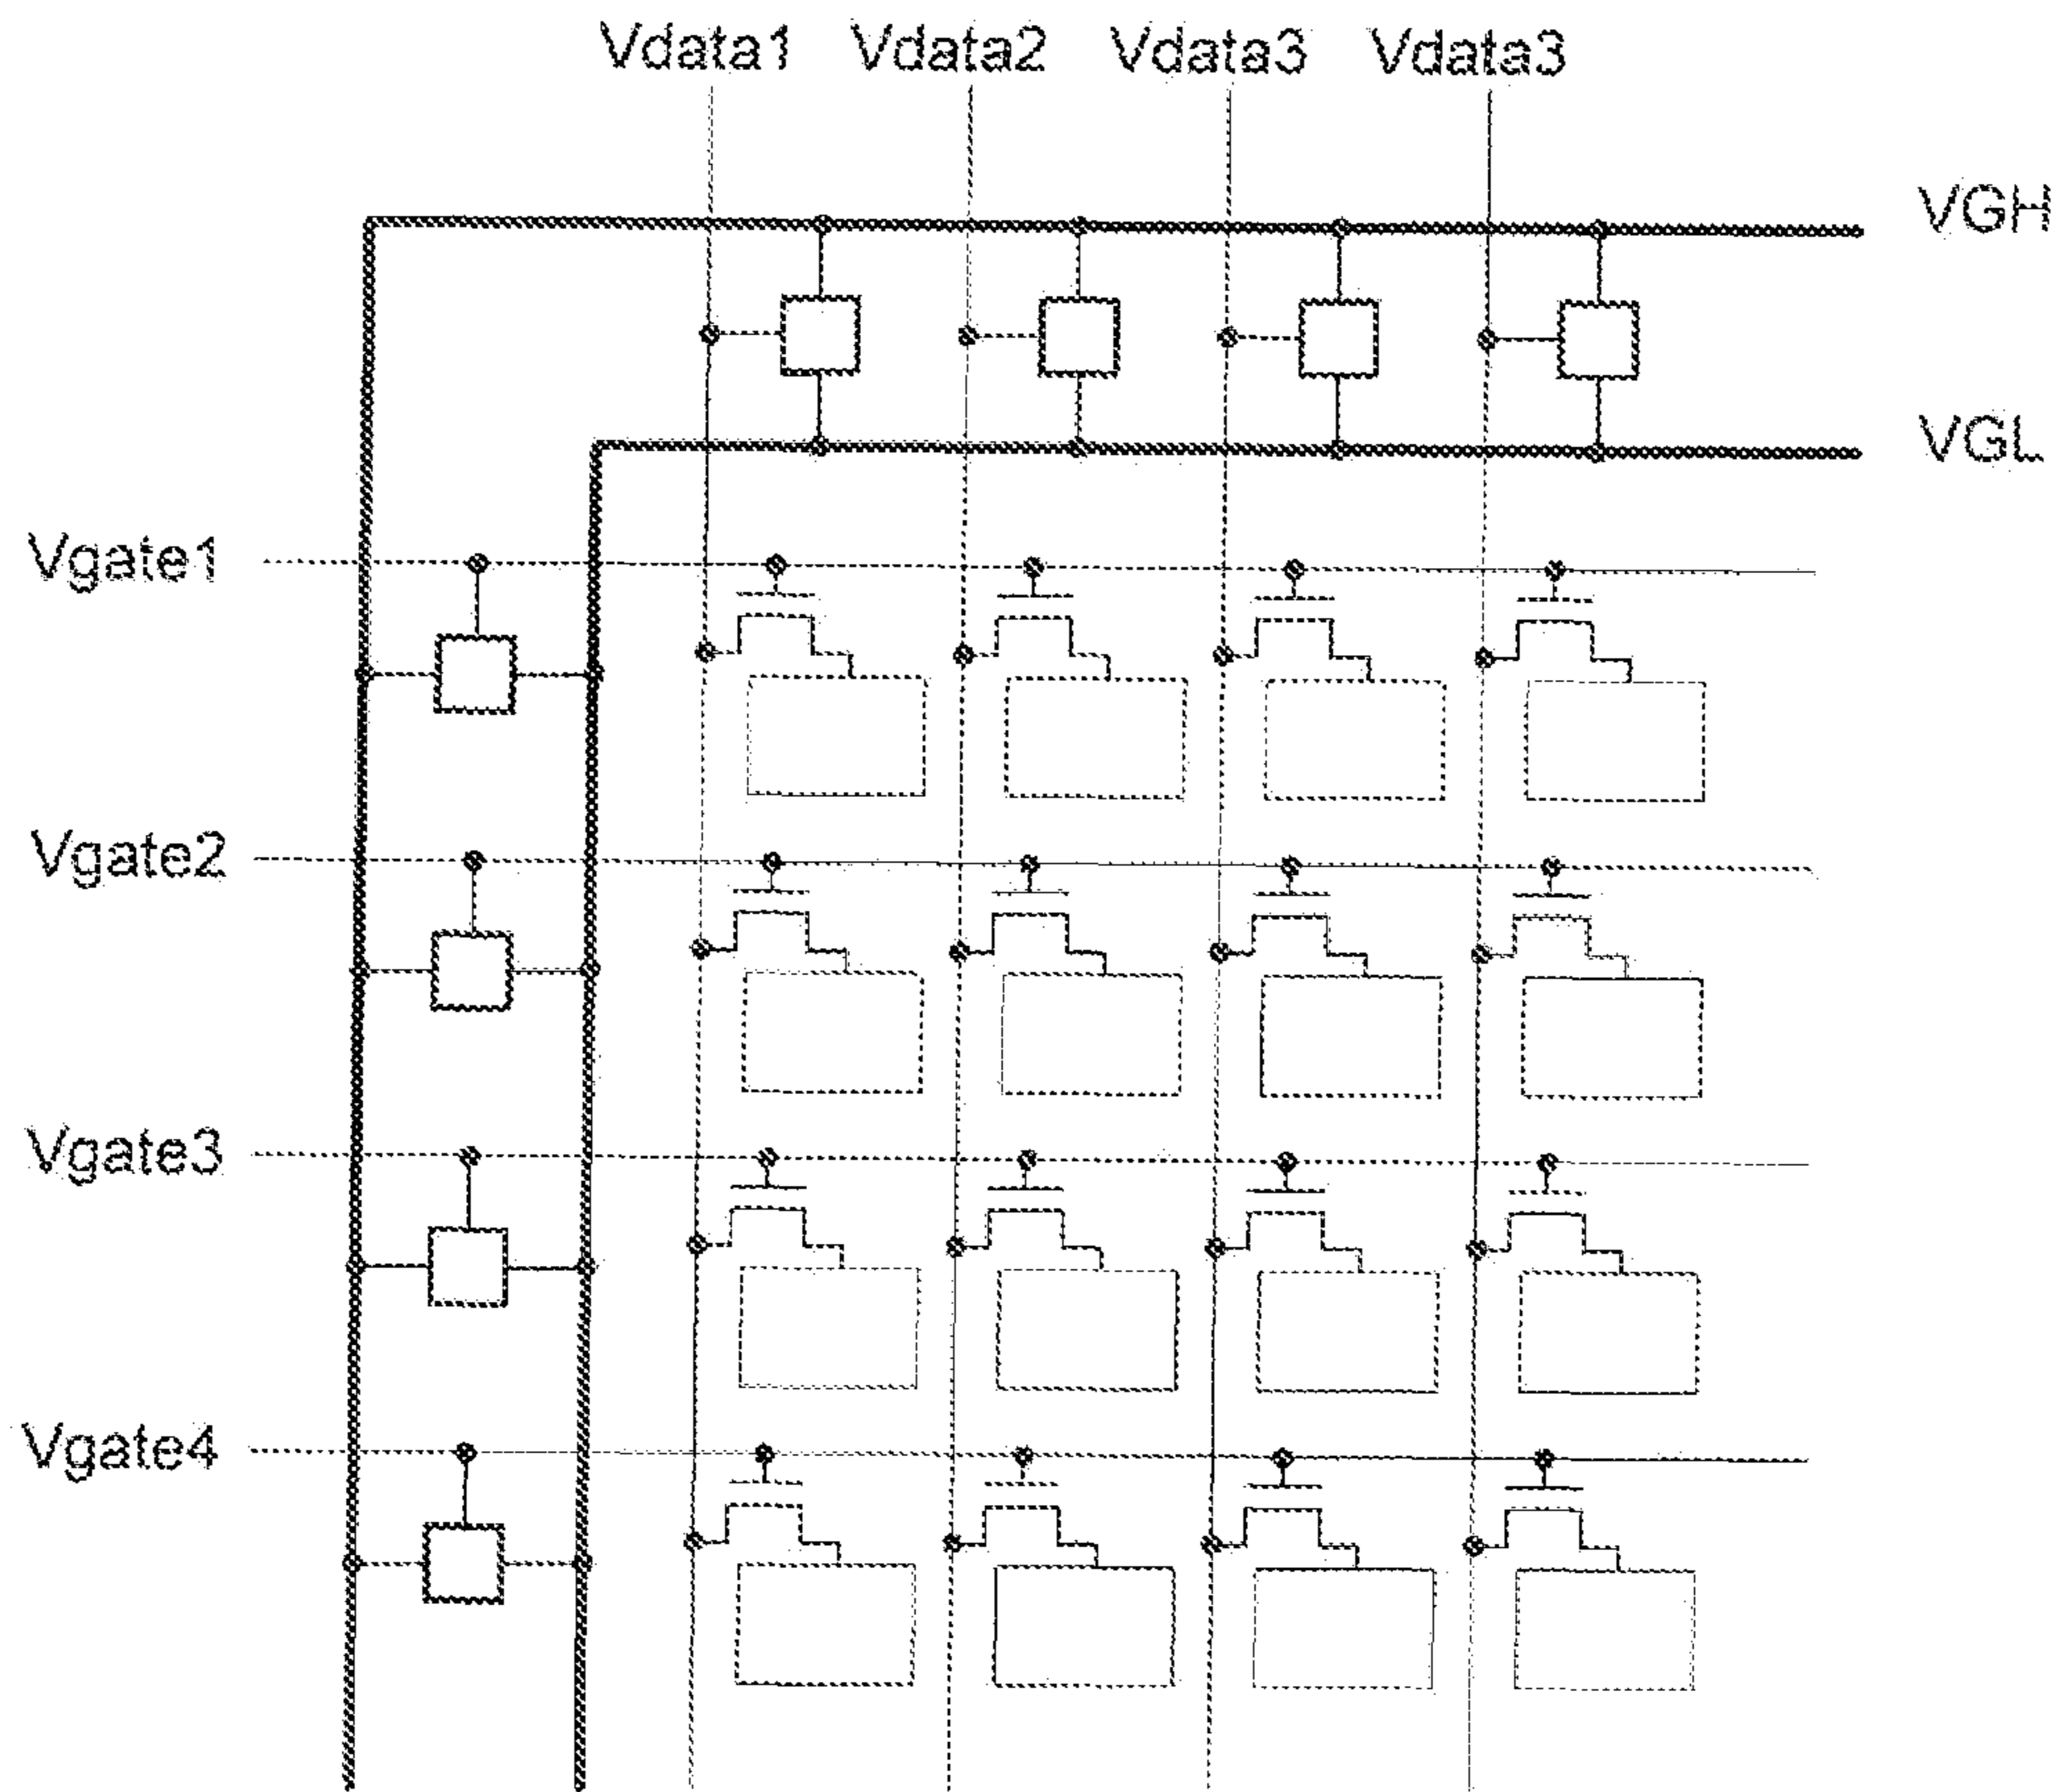 Vdata1 Vdata2 Vdata3 Vdata3
VGH
VGL
Vgate1
Vgate2
Vgate3
Vgate4